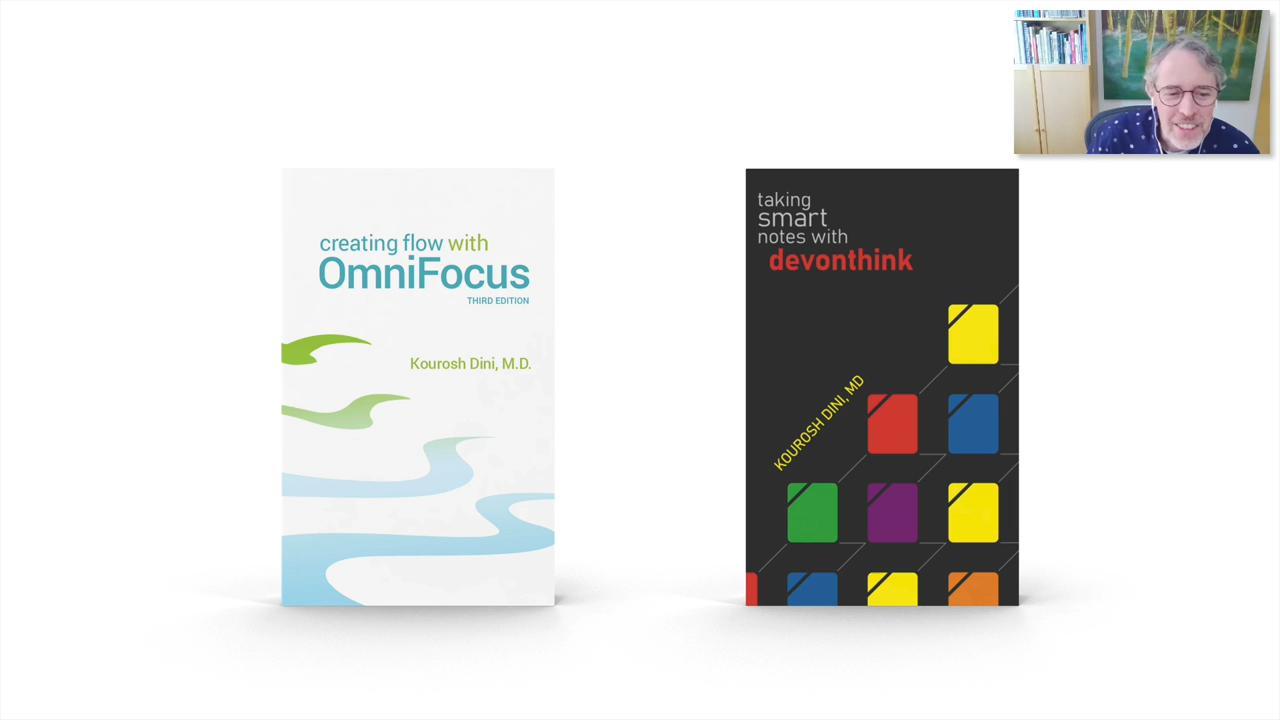 creating flow with
OmniFocus
THIRD EDITION
Kourosh Dini, M.D.
taking
smart
notes with
devonthink
KOUROSH DINI, MD